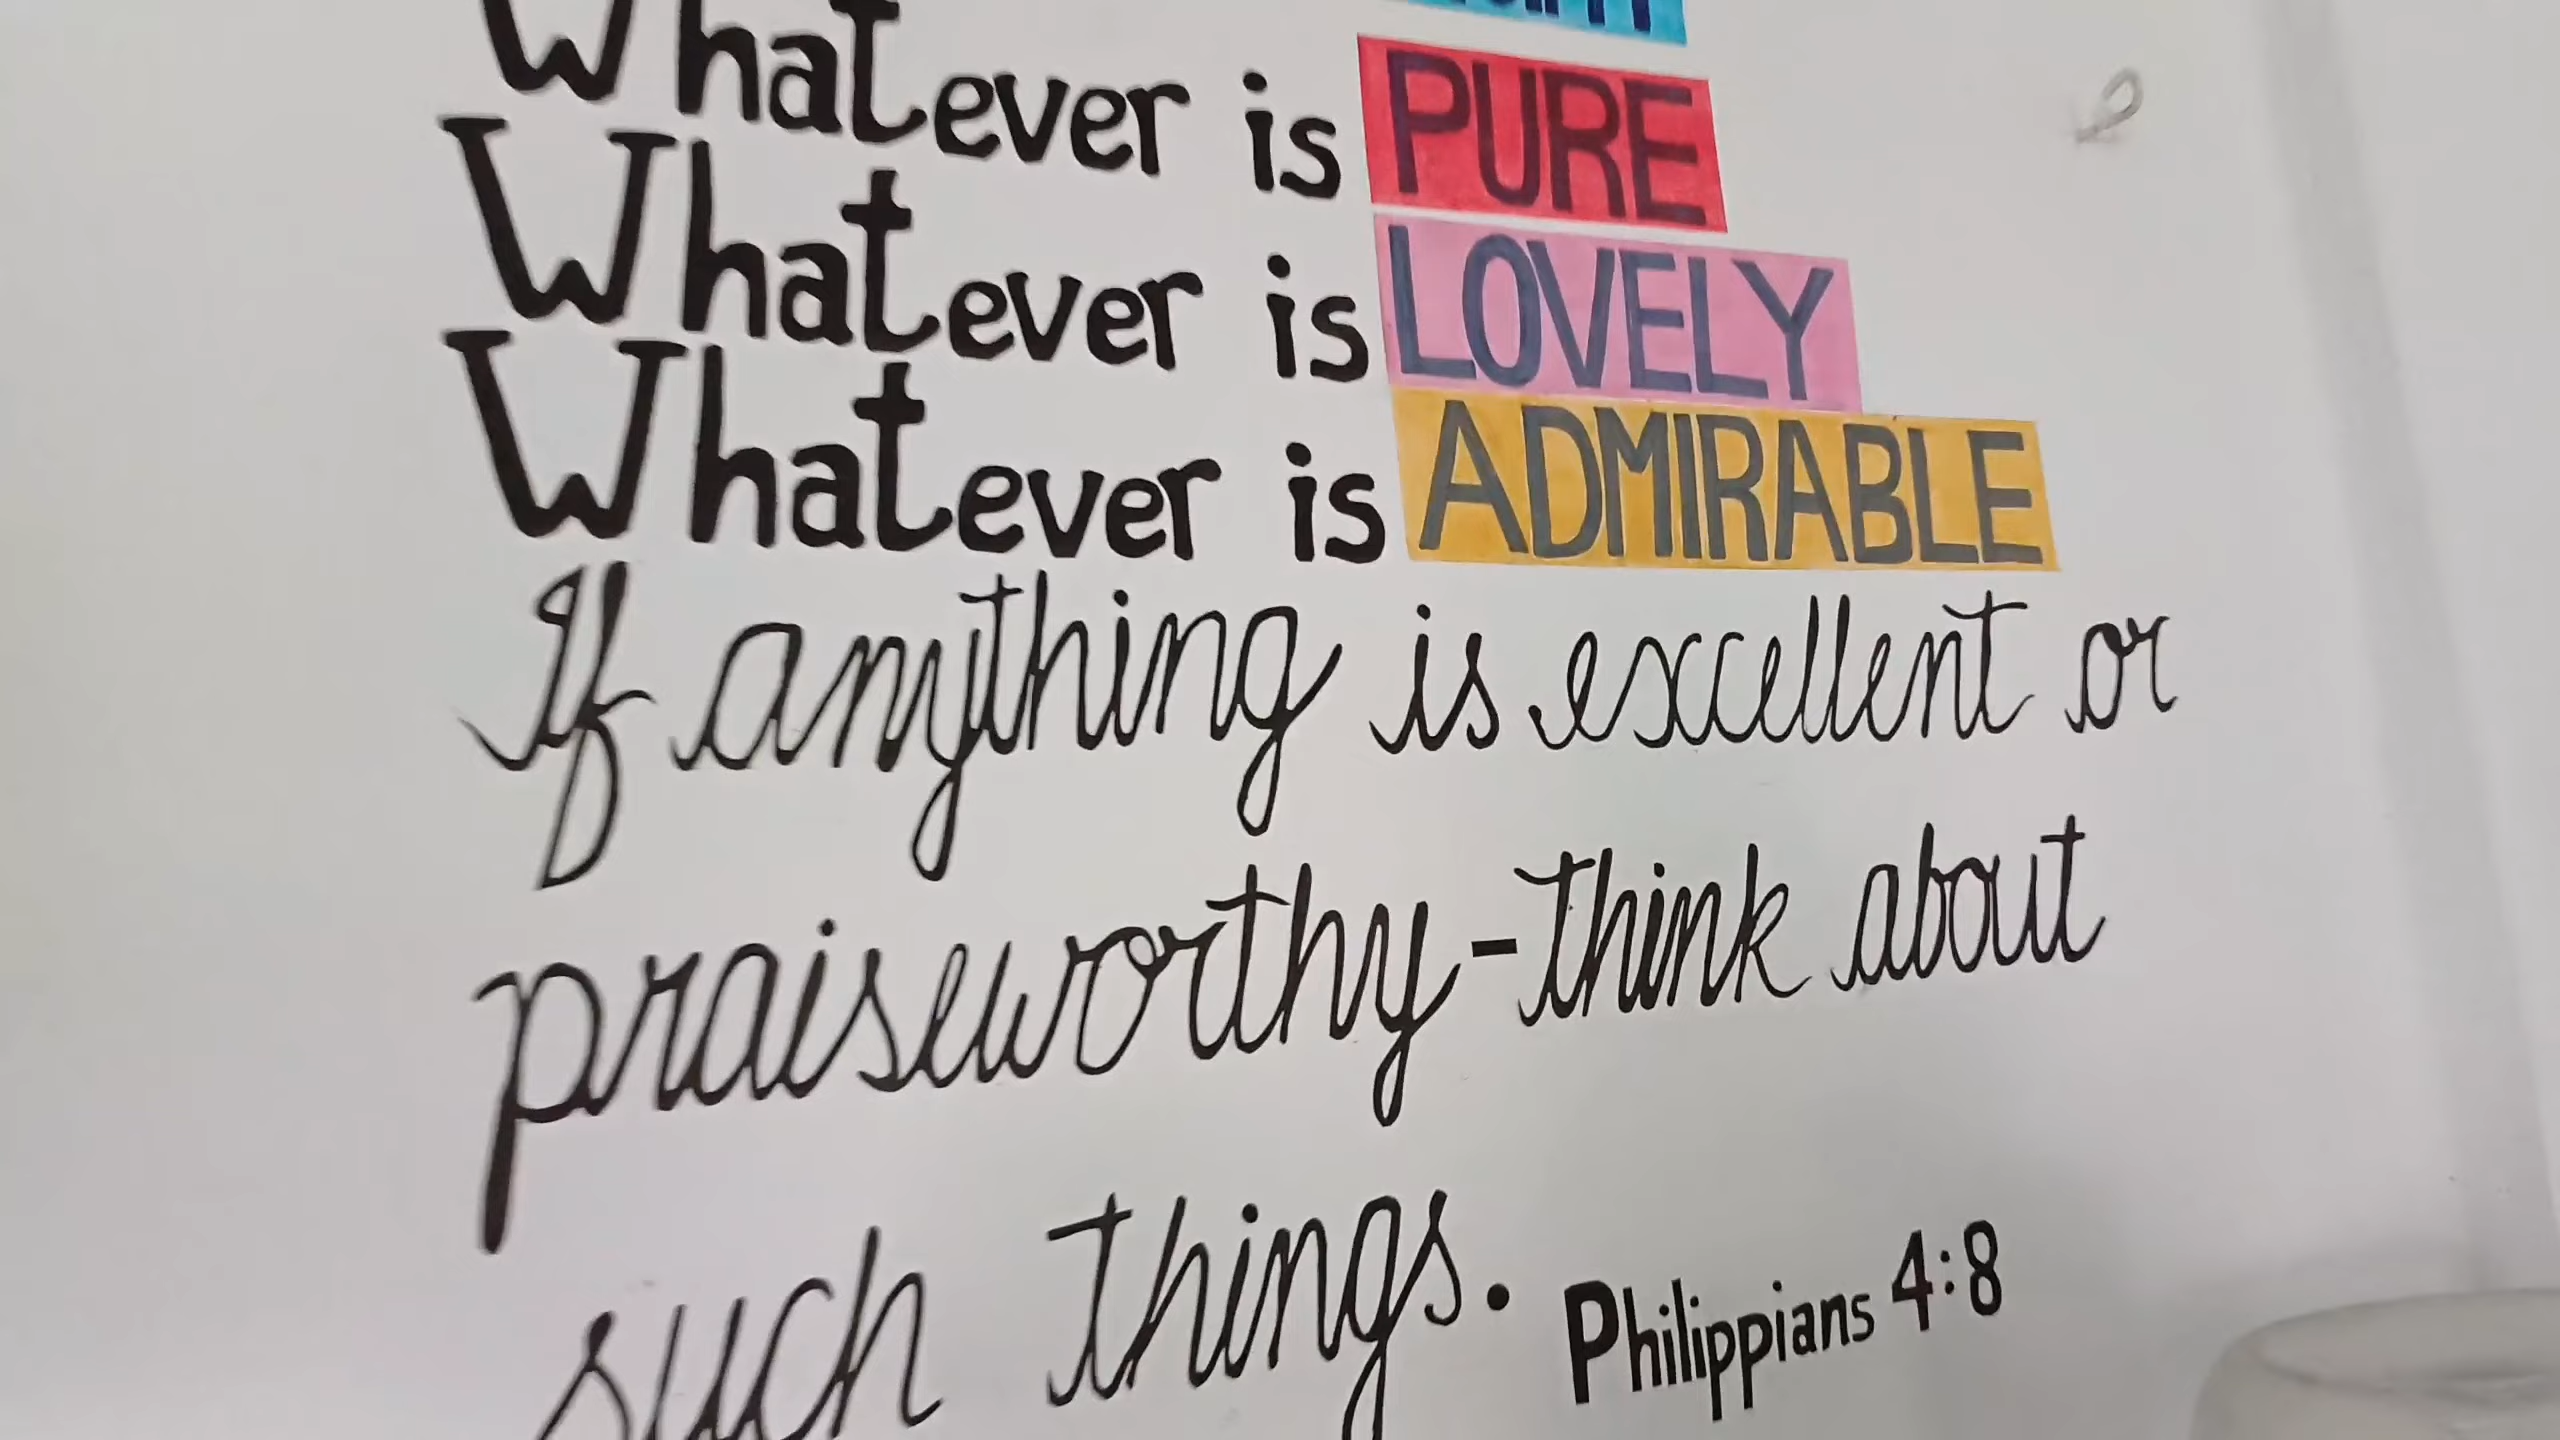 Whatever is PURE
Whatever is LOVELY
Whatever is ADMIRABLE
If anything is excellent or
praiseworthy-think about
such things. Philippians 4:8